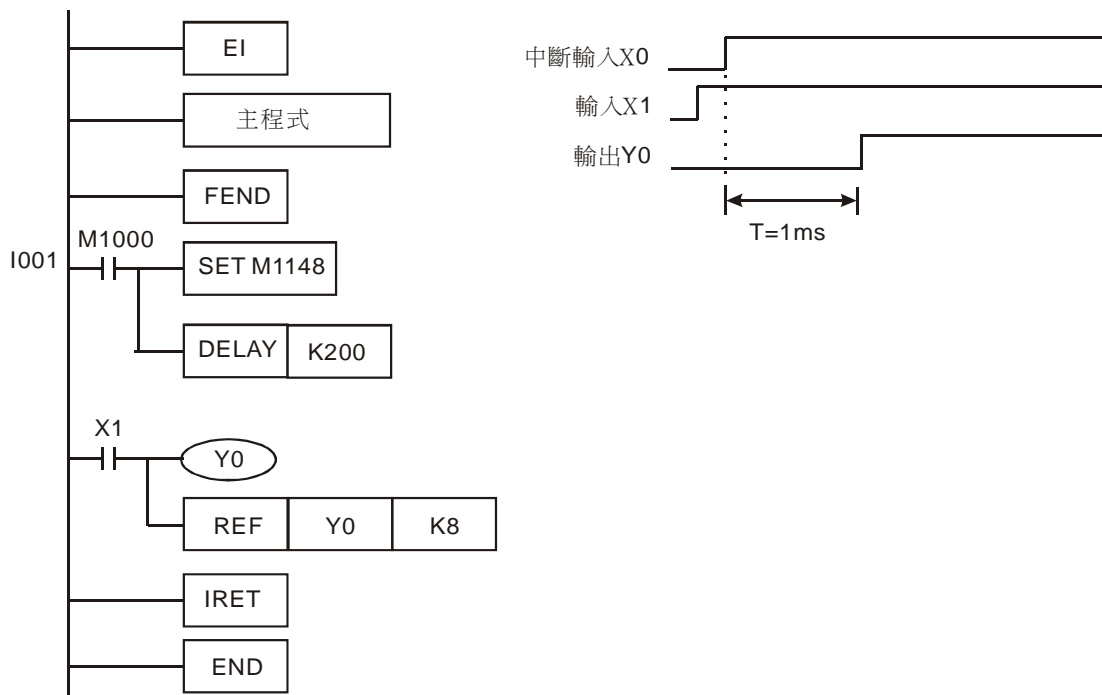 EI
主程式
FEND
M1000
I001
SET M1148
DELAY K200
X1
Y0
REF Y0 K8
IRET
END
中斷輸入X0
輸入X1
輸出Y0
T=1ms